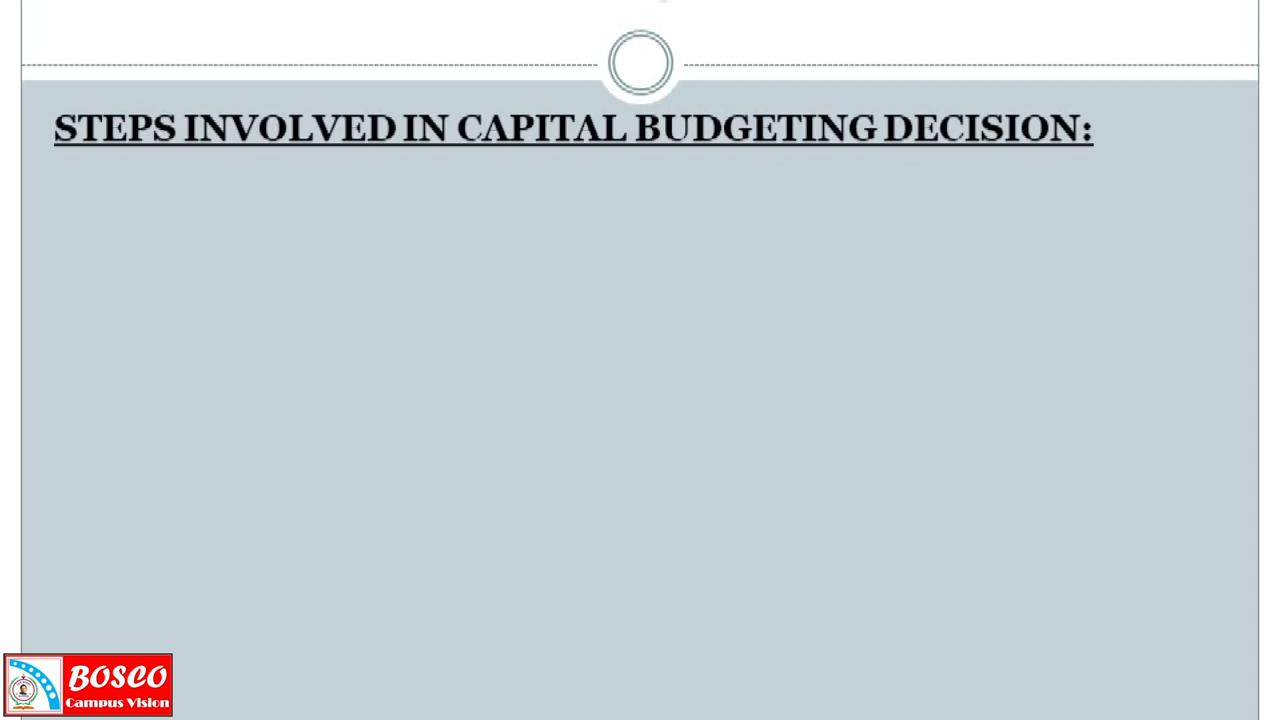 STEPS INVOLVED IN CAPITAL BUDGETING DECISION:
BOSCO
Campus Vision